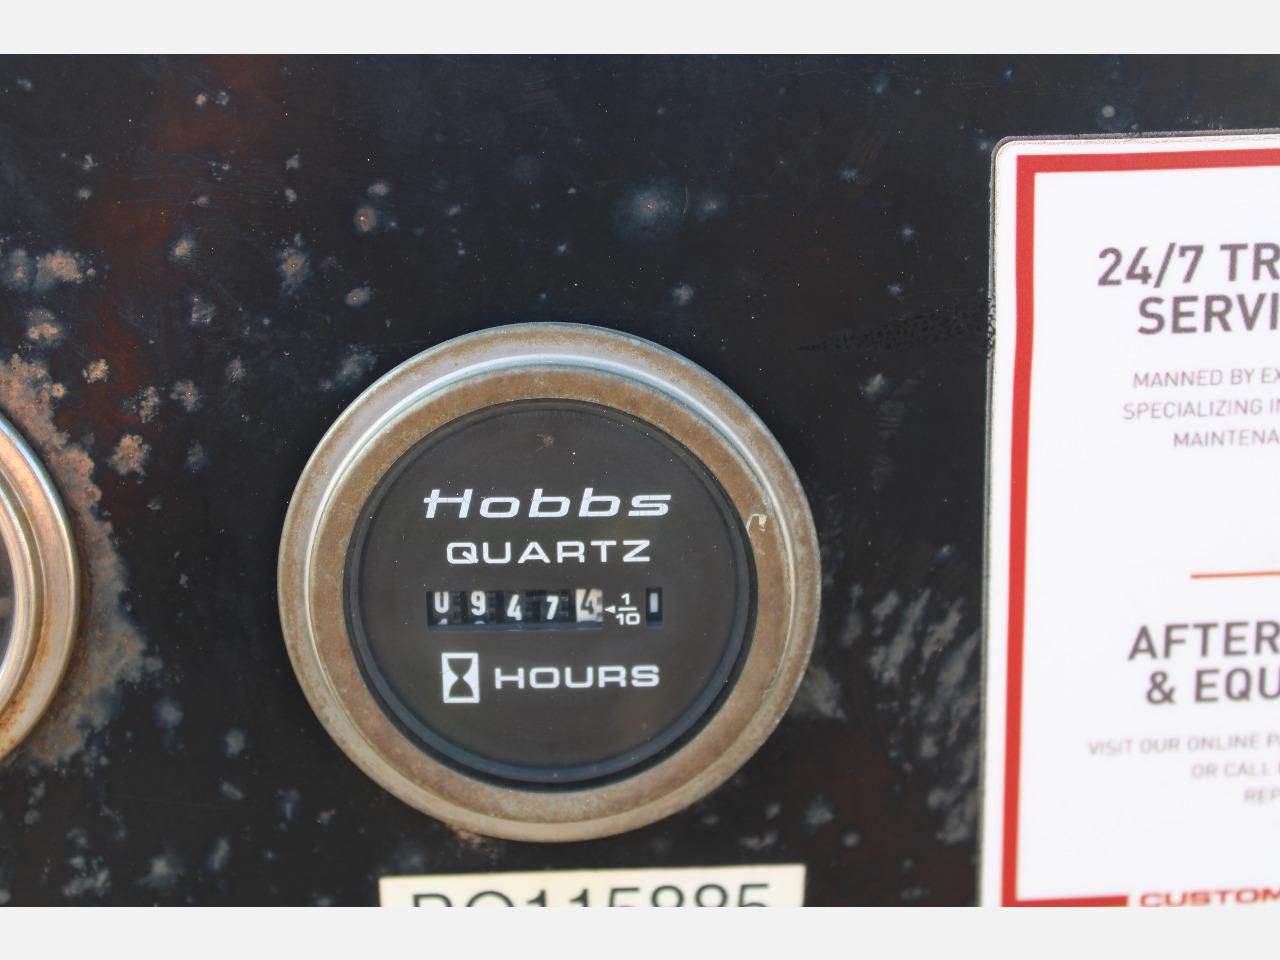 Hobbs
QUARTZ
09474
1/10
HOURS
24/7 TR
SERVI
MANNED BY EX
SPECIALIZING IN
MAINTENA
AFTER
& EQU
VISIT OUR ONLINE P
OR CALL
REP
CUSTOM